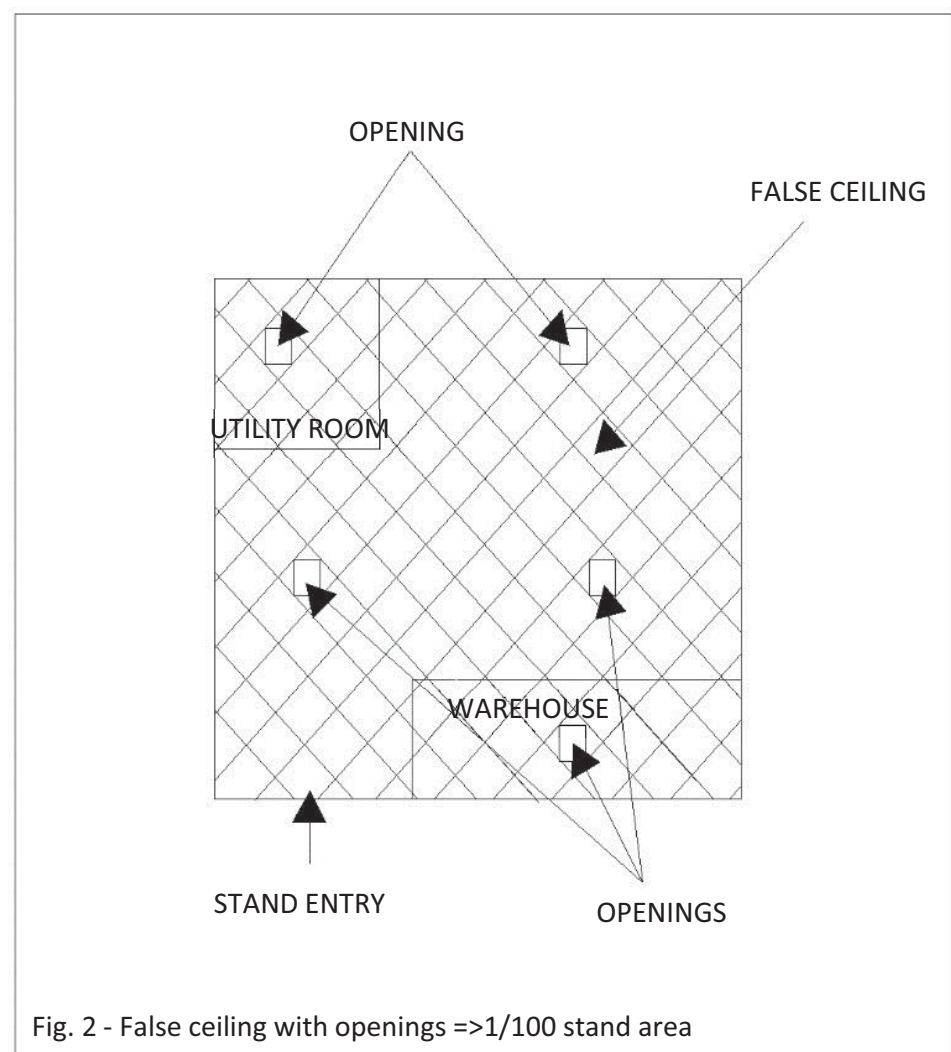 OPENING
FALSE CEILING
UTILITY ROOM
WAREHOUSE
STAND ENTRY
OPENINGS
Fig. 2 - False ceiling with openings =>1/100 stand area